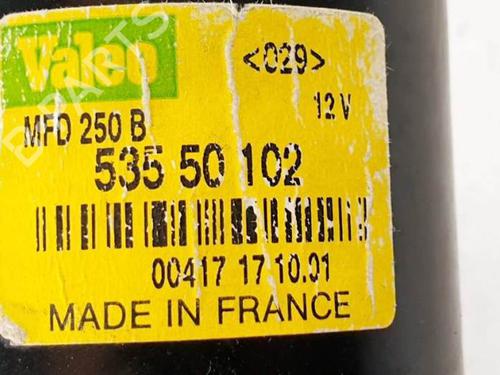 Valeo
<029>
12 V
MFD 250 B
535 50 102
00417 17 10.01
MADE IN FRANCE